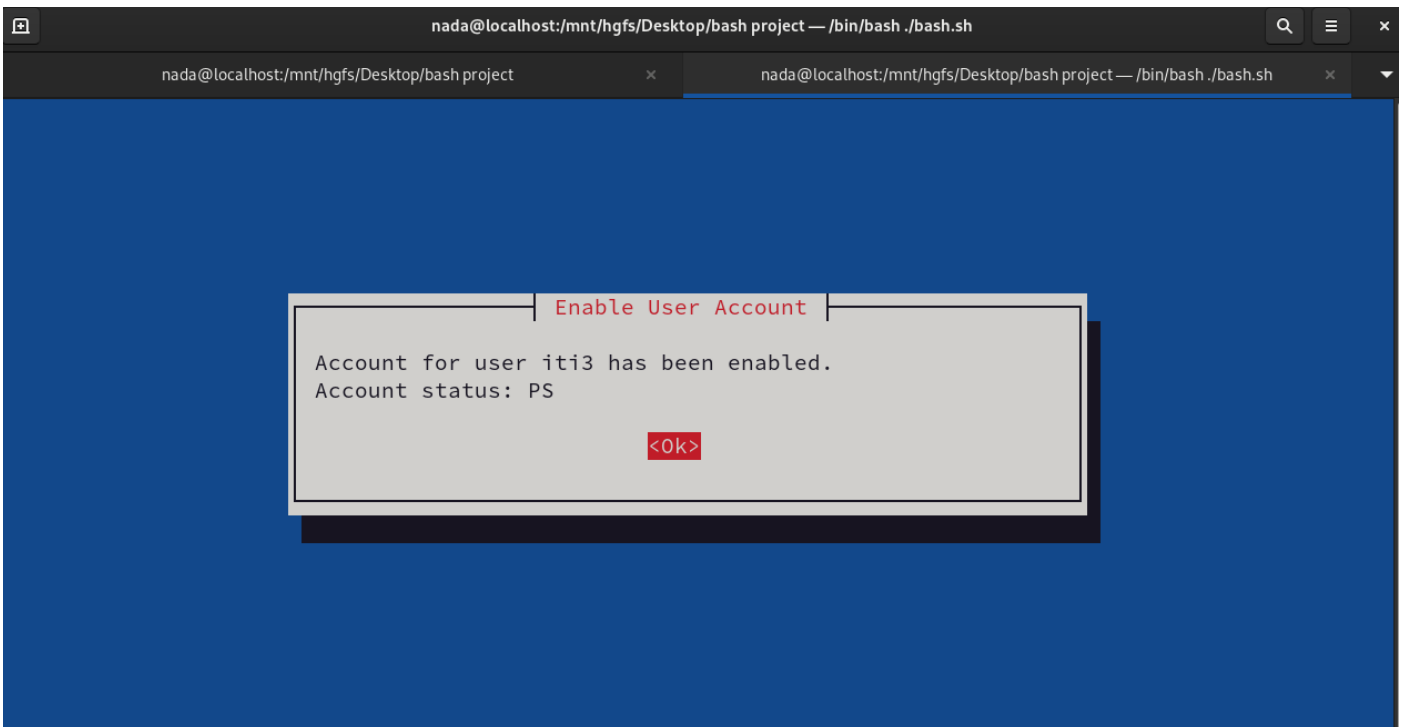 nada@localhost:/mnt/hgfs/Desktop/bash project — /bin/bash ./bash.sh
nada@localhost:/mnt/hgfs/Desktop/bash project
nada@localhost:/mnt/hgfs/Desktop/bash project — /bin/bash ./bash.sh
Enable User Account
Account for user iti3 has been enabled.
Account status: PS
<Ok>